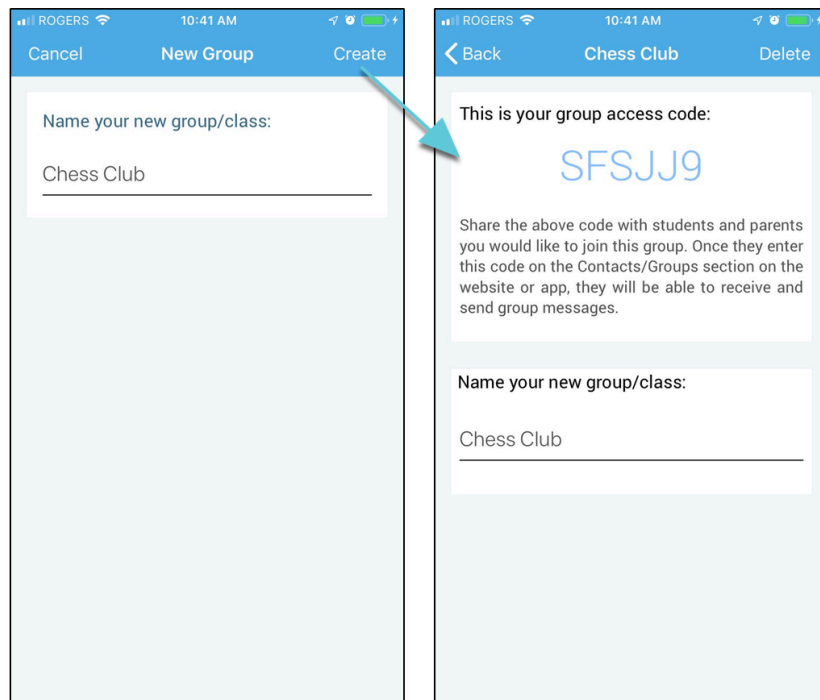 ROGERS 10:41 AM
Cancel New Group Create
Name your new group/class:
Chess Club
ROGERS 10:41 AM
Back Chess Club Delete
This is your group access code:
SFSJJ9
Share the above code with students and parents
you would like to join this group. Once they enter
this code on the Contacts/Groups section on the
website or app, they will be able to receive and
send group messages.
Name your new group/class:
Chess Club